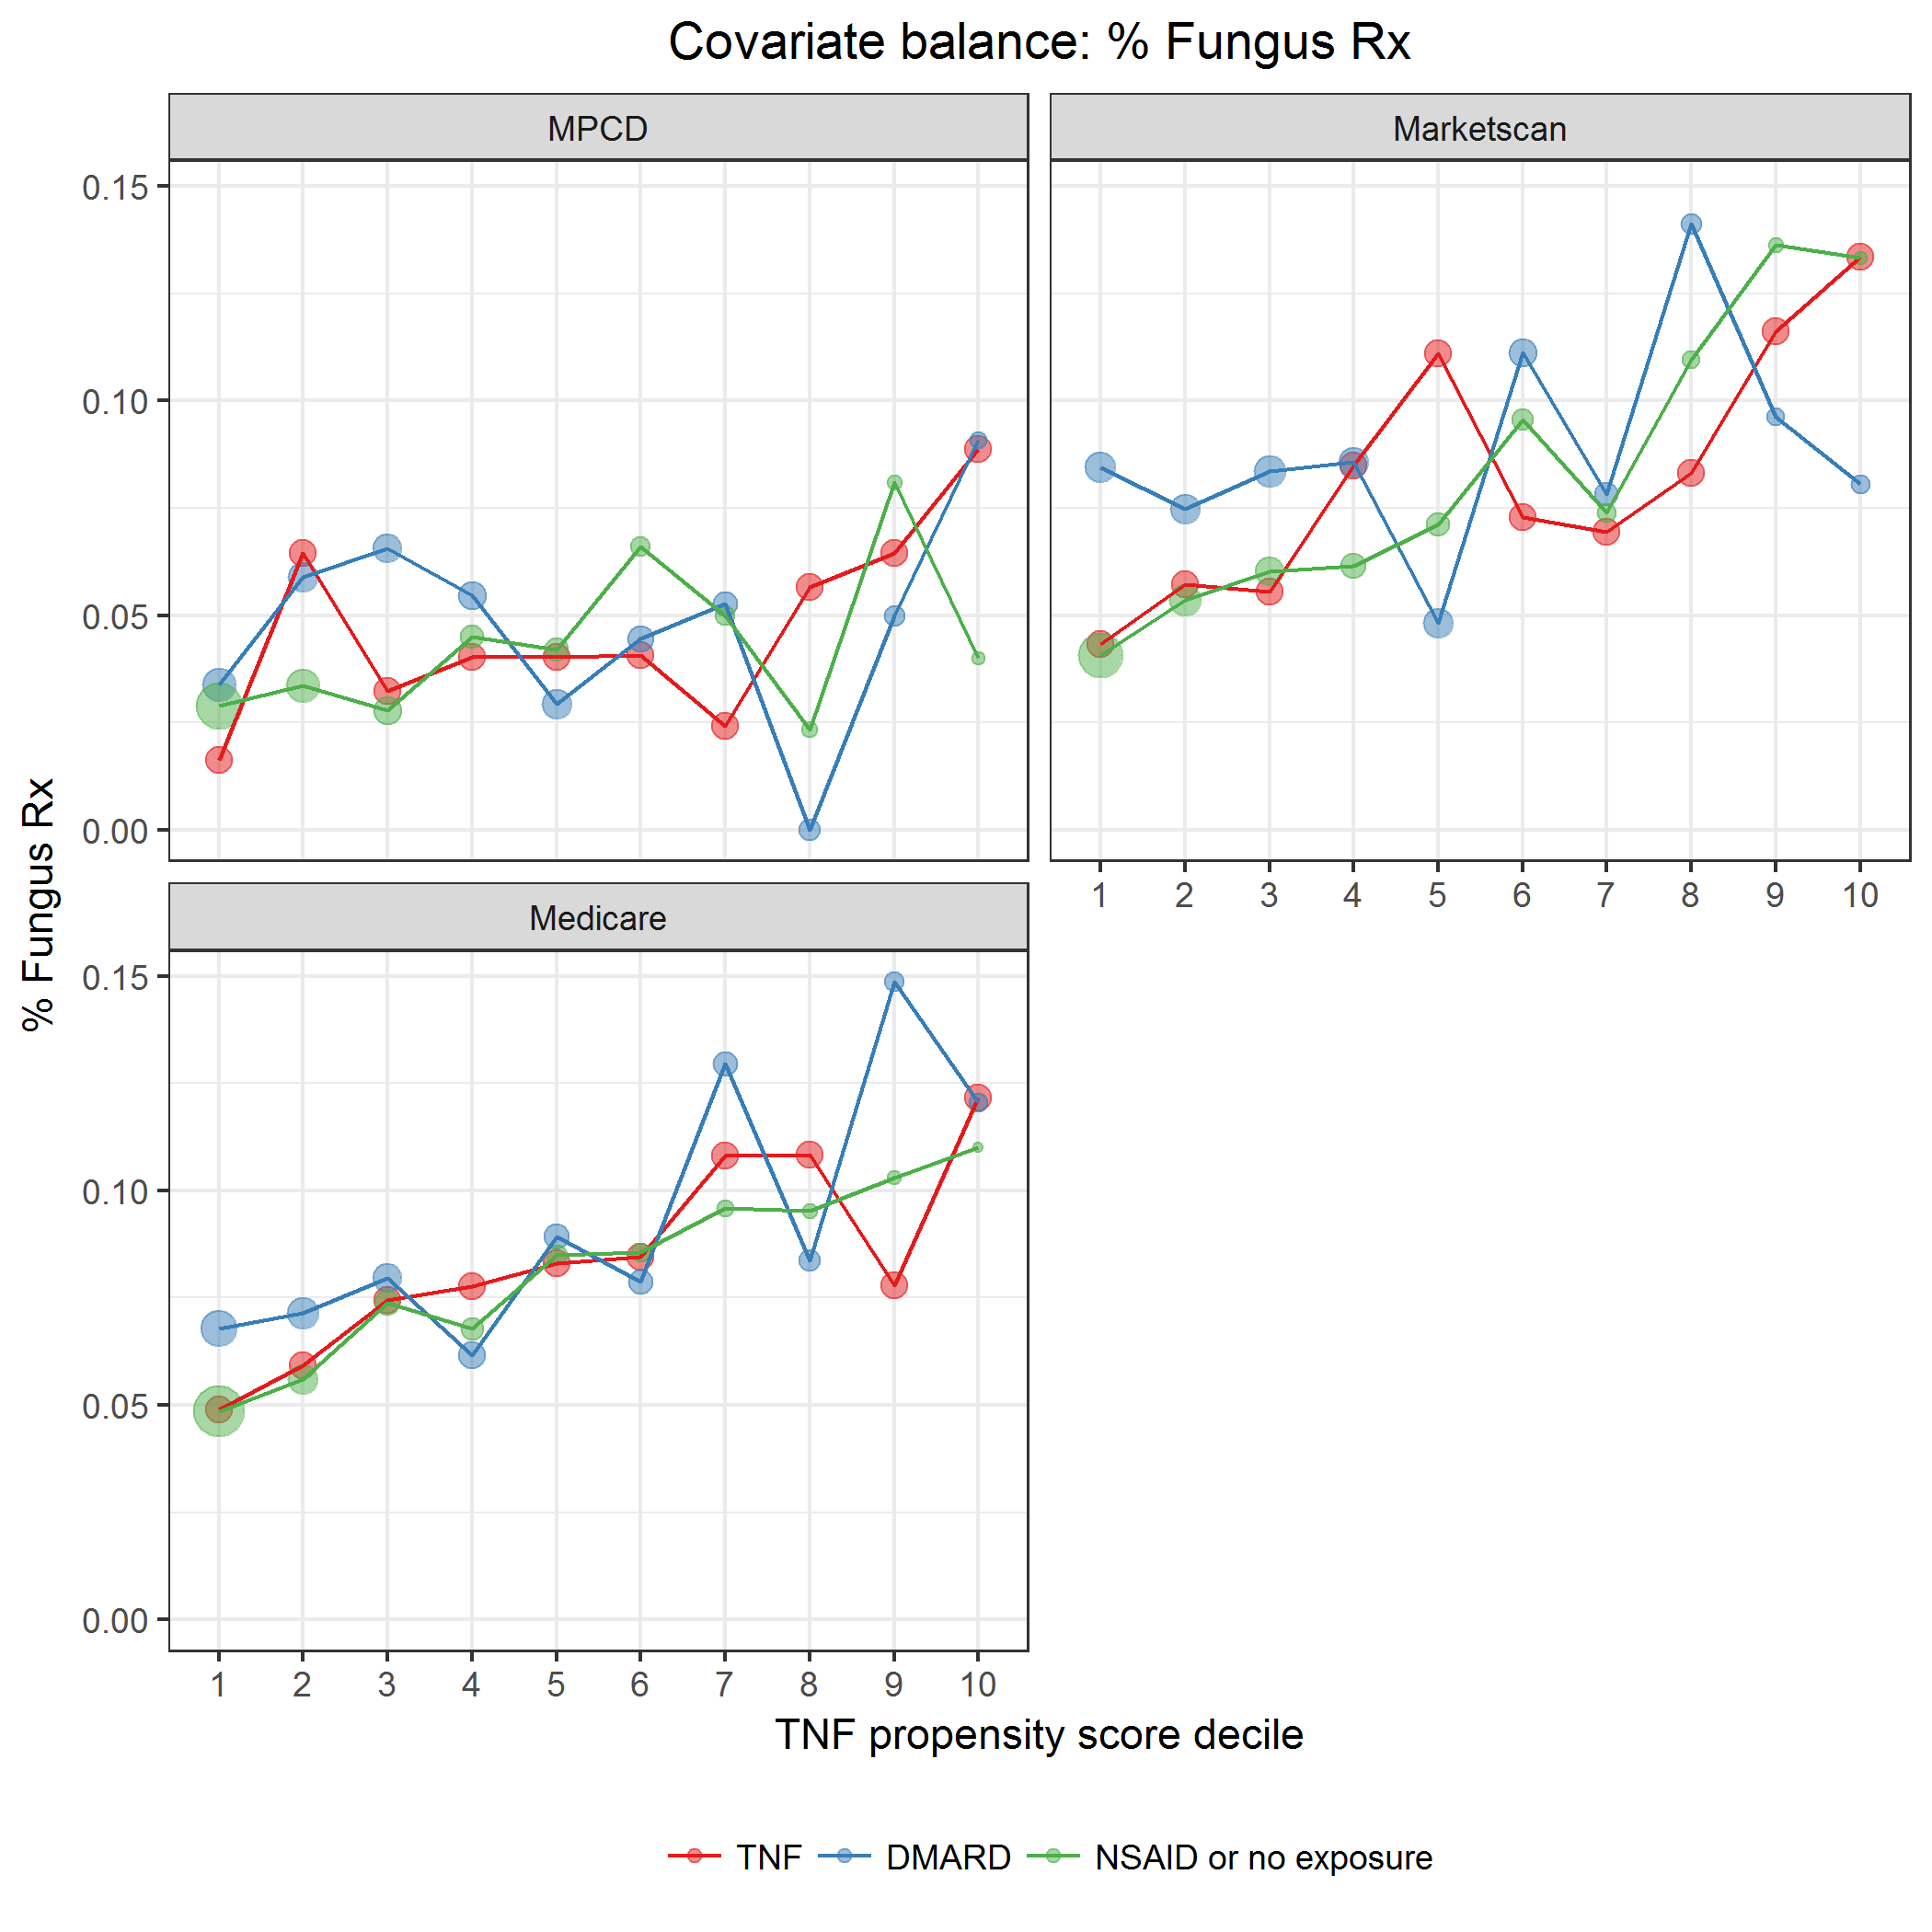 Covariate balance: % Fungus Rx
MPCD
Marketscan
0.15
0.10
0.05
0.00
1 2 3 4 5 6 7 8 9 10
Medicare
0.15
0.10
0.05
0.00
1 2 3 4 5 6 7 8 9 10
% Fungus Rx
TNF propensity score decile
TNF DMARD NSAID or no exposure